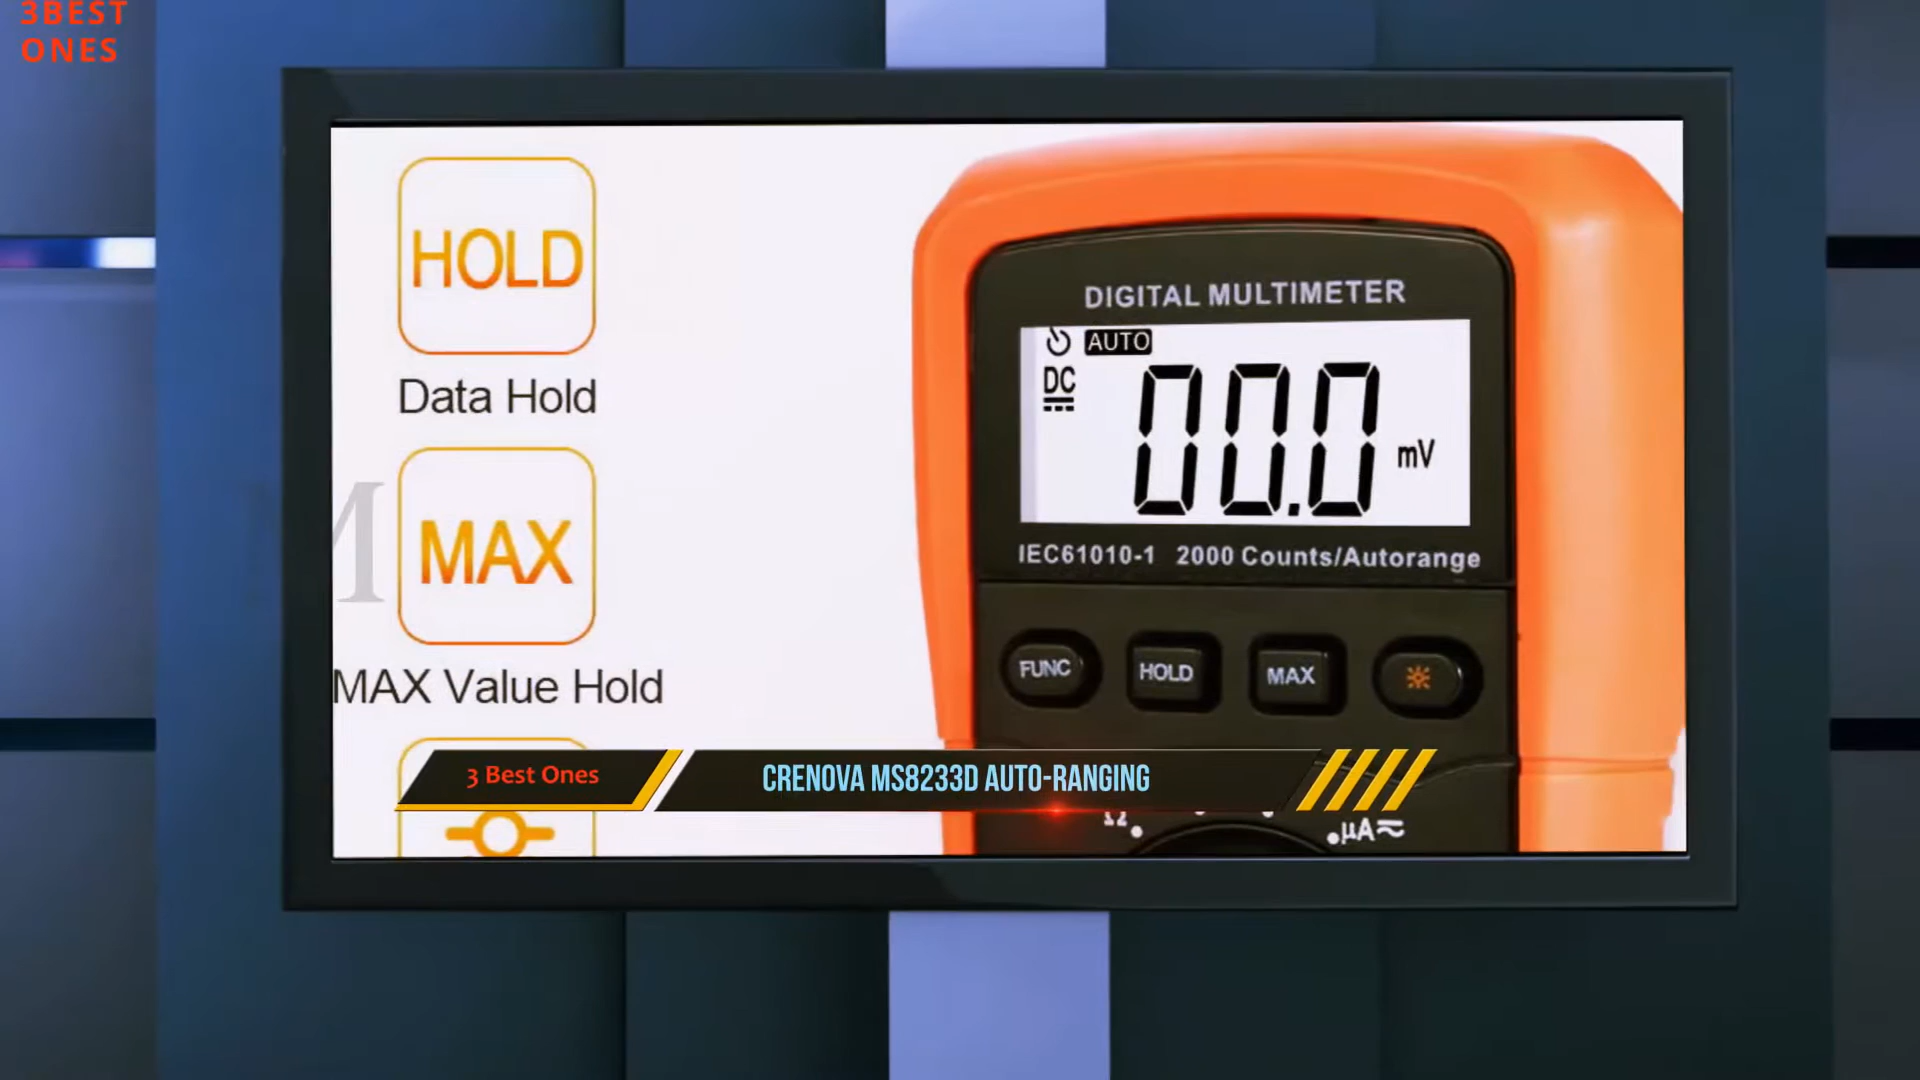 3BEST
ONES
HOLD
Data Hold
M
MAX
MAX Value Hold
DIGITAL MULTIMETER
AUTO
DC
00.0
mV
IEC61010-1 2000 Counts/Autorange
FUNC
HOLD
MAX
3 Best Ones
CRENOVA MS8233D AUTO-RANGING
Ω
μA